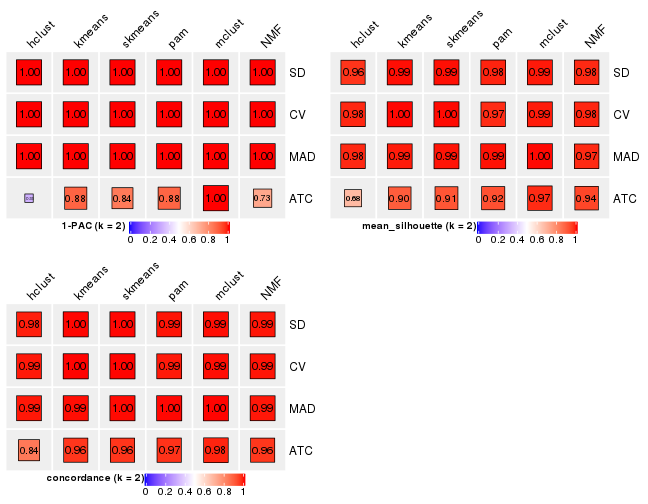 hclust kmeans skmeans pam mclust NMF
1.00 1.00 1.00 1.00 1.00 1.00 SD
1.00 1.00 1.00 1.00 1.00 1.00 CV
1.00 1.00 1.00 1.00 1.00 1.00 MAD
0.88 0.84 0.88 1.00 0.73 ATC
1-PAC (k = 2)
0 0.2 0.4 0.6 0.8 1
hclust kmeans skmeans pam mclust NMF
0.96 0.99 0.99 0.98 0.99 0.98 SD
0.98 1.00 1.00 0.97 0.99 0.98 CV
0.98 0.99 0.99 0.99 1.00 0.97 MAD
0.68 0.90 0.91 0.92 0.97 0.94 ATC
mean_silhouette (k = 2)
0 0.2 0.4 0.6 0.8 1
hclust kmeans skmeans pam mclust NMF
0.98 1.00 1.00 0.99 0.99 0.99 SD
0.99 1.00 1.00 0.99 0.99 0.99 CV
0.99 0.99 1.00 1.00 1.00 0.99 MAD
0.84 0.96 0.96 0.97 0.98 0.96 ATC
concordance (k = 2)
0 0.2 0.4 0.6 0.8 1